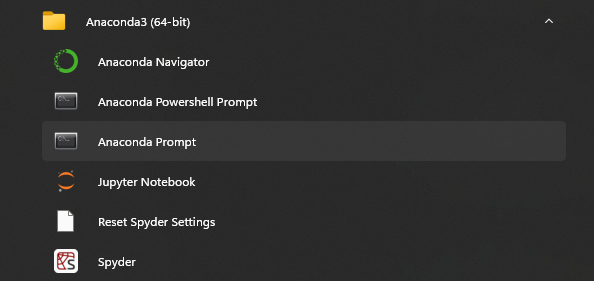 Anaconda3 (64-bit)
Anaconda Navigator
Anaconda Powershell Prompt
Anaconda Prompt
Jupyter Notebook
Reset Spyder Settings
Spyder